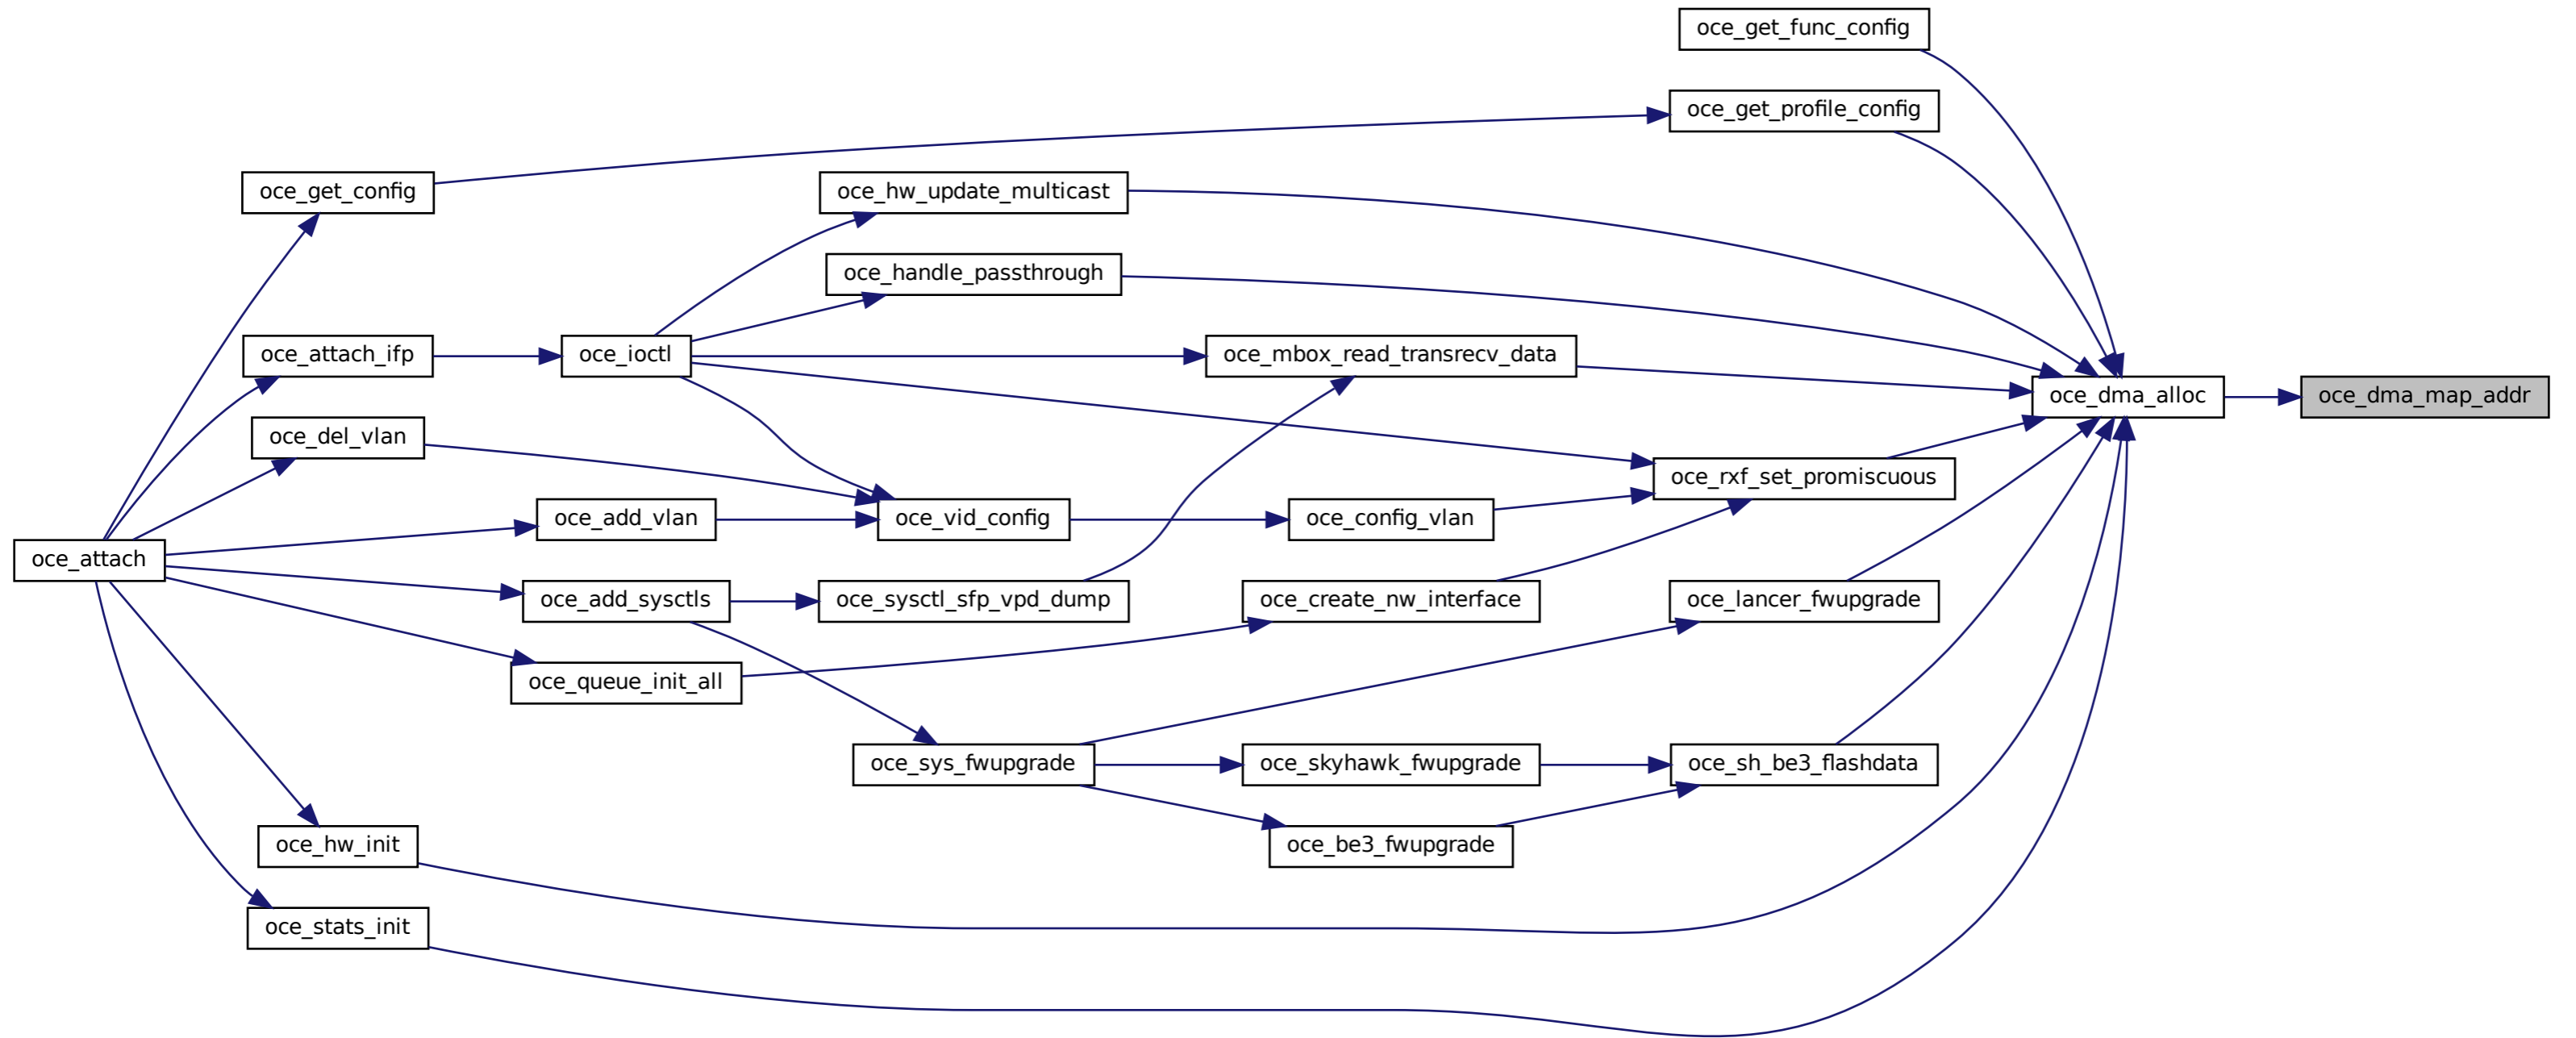 oce_get_func_config
oce_get_profile_config
oce_get_config
oce_hw_update_multicast
oce_handle_passthrough
oce_attach_ifp
oce_ioctl
oce_mbox_read_transrecv_data
oce_dma_alloc
oce_dma_map_addr
oce_del_vlan
oce_rxf_set_promiscuous
oce_add_vlan
oce_vid_config
oce_config_vlan
oce_attach
oce_add_sysctls
oce_sysctl_sfp_vpd_dump
oce_create_nw_interface
oce_lancer_fwupgrade
oce_queue_init_all
oce_sys_fwupgrade
oce_skyhawk_fwupgrade
oce_sh_be3_flashdata
oce_hw_init
oce_be3_fwupgrade
oce_stats_init